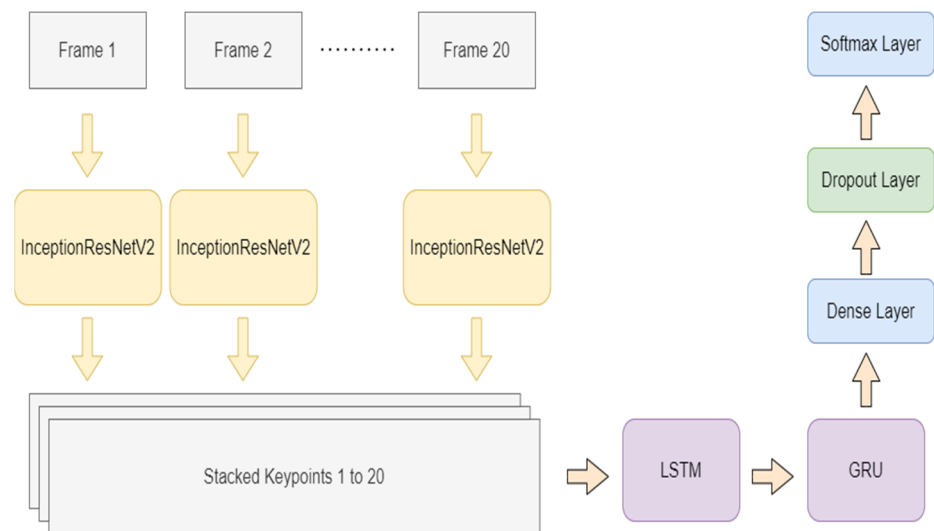 Frame 1
Frame 2
..........
Frame 20
InceptionResNetV2
InceptionResNetV2
InceptionResNetV2
Stacked Keypoints 1 to 20
LSTM
GRU
Dense Layer
Dropout Layer
Softmax Layer